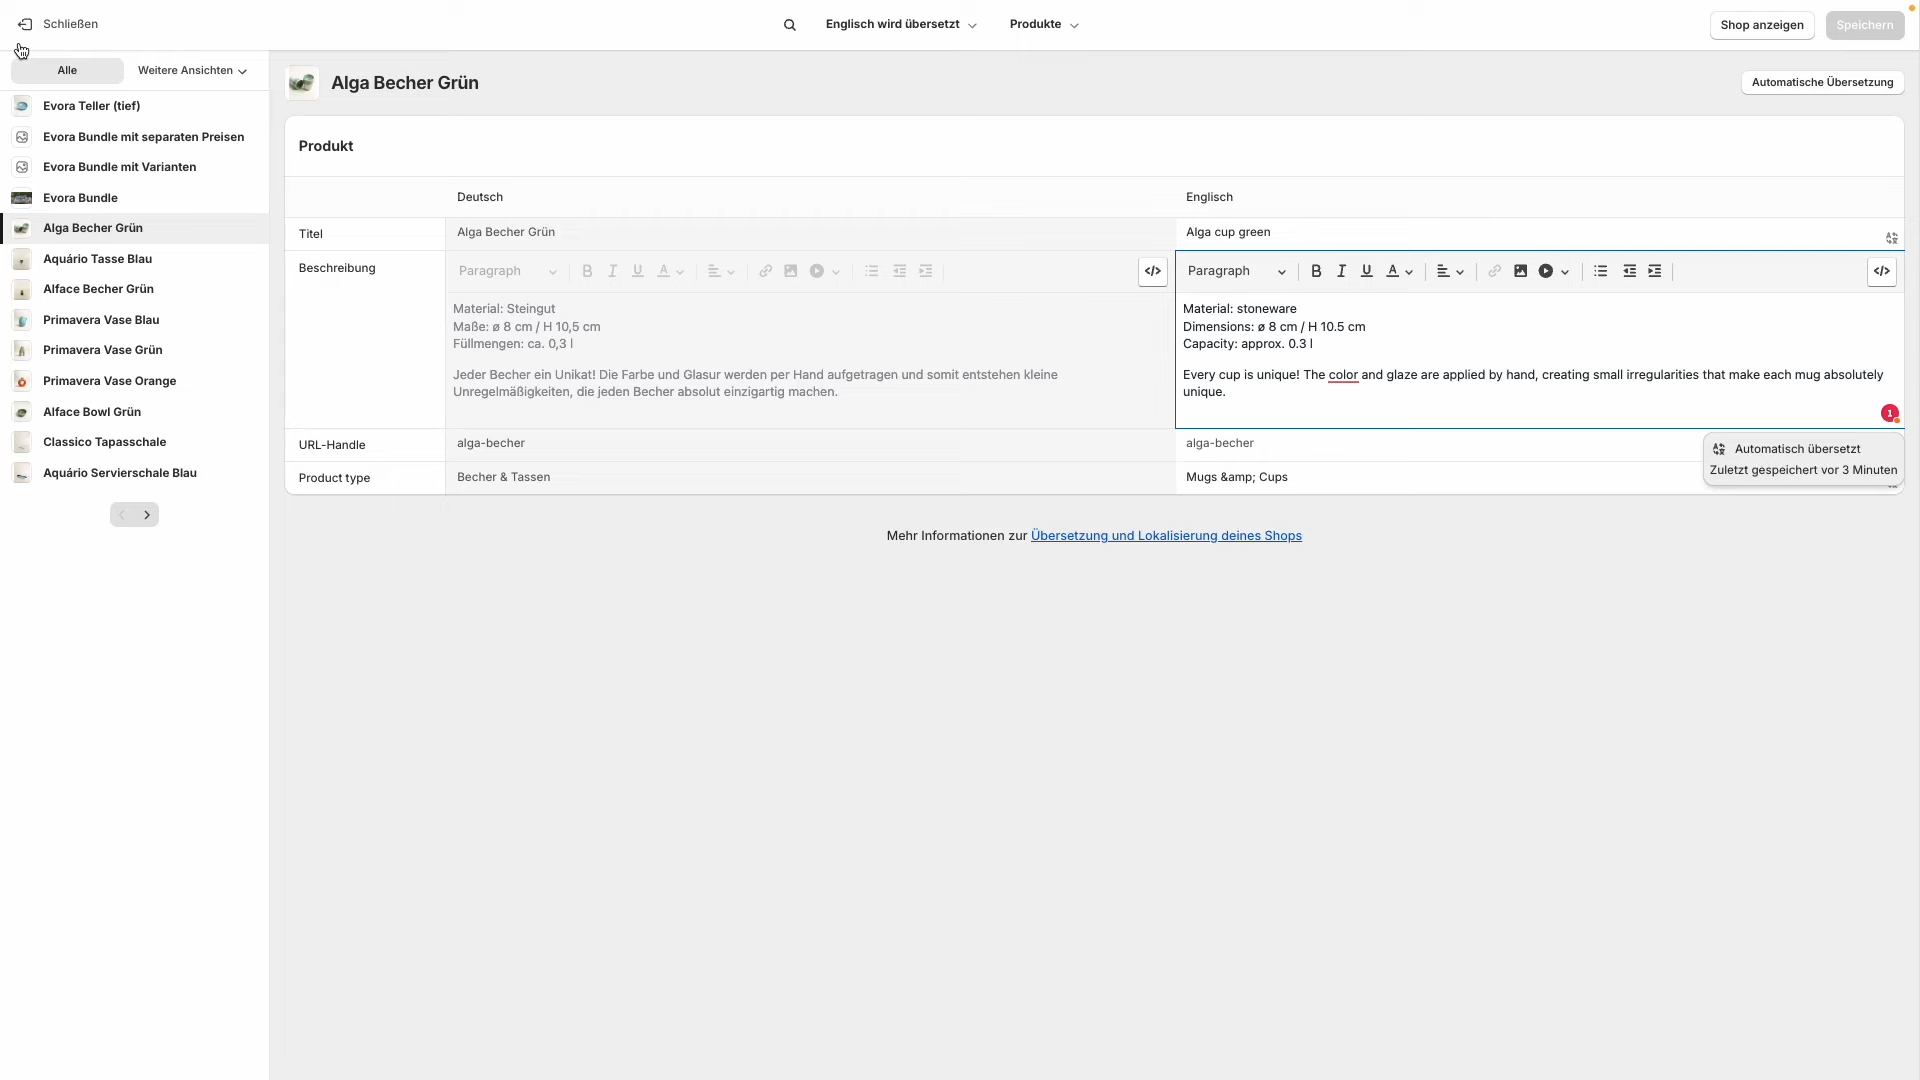 Schließen
Englisch wird übersetzt
Produkte
Shop anzeigen
Speichern
Alle
Weitere Ansichten
Evora Teller (tief)
Evora Bundle mit separaten Preisen
Evora Bundle mit Varianten
Evora Bundle
Alga Becher Grün
Aquário Tasse Blau
Alface Becher Grün
Primavera Vase Blau
Primavera Vase Grün
Primavera Vase Orange
Alface Bowl Grün
Classico Tapasschale
Aquário Servierschale Blau
Alga Becher Grün
Automatische Übersetzung
Produkt
Deutsch
Englisch
Titel
Alga Becher Grün
Alga cup green
Beschreibung
Paragraph
B I U A
</>
Paragraph
B I U A
</>
Material: Steingut
Maße: ø 8 cm / H 10,5 cm
Füllmengen: ca. 0,3 l
Jeder Becher ein Unikat! Die Farbe und Glasur werden per Hand aufgetragen und somit entstehen kleine
Unregelmäßigkeiten, die jeden Becher absolut einzigartig machen.
Material: stoneware
Dimensions: ø 8 cm / H 10.5 cm
Capacity: approx. 0.3 l
Every cup is unique! The color and glaze are applied by hand, creating small irregularities that make each mug absolutely
unique.
1
URL-Handle
alga-becher
alga-becher
Automatisch übersetzt
Zuletzt gespeichert vor 3 Minuten
Product type
Becher & Tassen
Mugs &amp; Cups
Mehr Informationen zur Übersetzung und Lokalisierung deines Shops